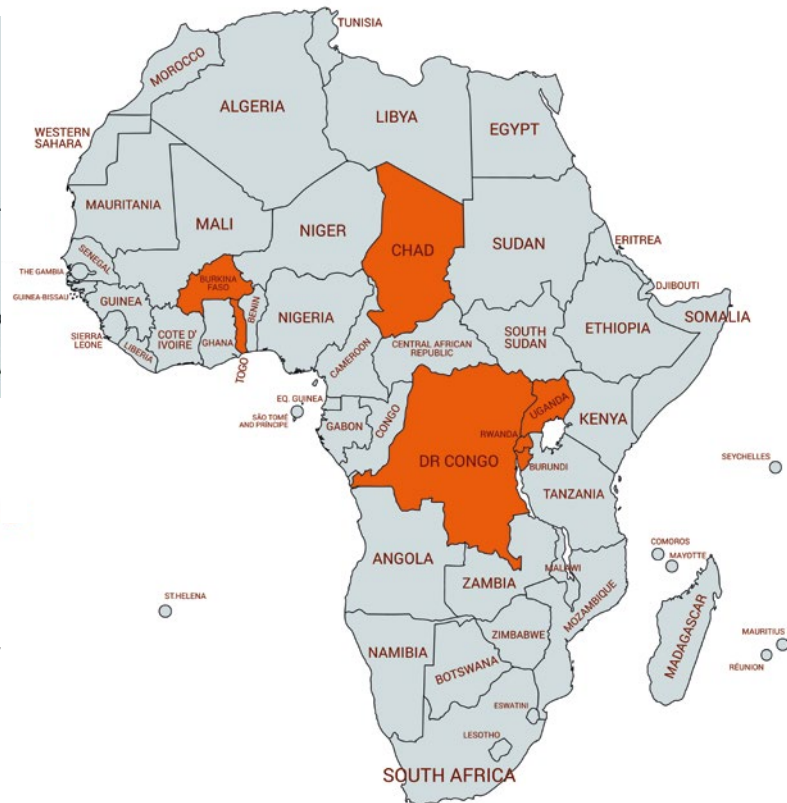 TUNISIA
MOROCCO
ALGERIA
LIBYA
EGYPT
WESTERN
SAHARA
MAURITANIA
MALI
NIGER
CHAD
SUDAN
ERITREA
SENEGAL
THE GAMBIA
GUINEA-BISSAU
GUINEA
BURKINA
FASO
BENIN
NIGERIA
DJIBOUTI
SOMALIA
ETHIOPIA
SOUTH
SUDAN
SIERRA
LEONE
LIBERIA
COTE D'
IVOIRE
GHANA
TOGO
CAMEROON
CENTRAL AFRICAN
REPUBLIC
EQ. GUINEA
SÃO TOMÉ
AND PRÍNCIPE
GABON
CONGO
UGANDA
KENYA
RWANDA
DR CONGO
BURUNDI
SEYCHELLES
TANZANIA
COMOROS
MAYOTTE
ANGOLA
ZAMBIA
MALAWI
MOZAMBIQUE
ST.HELENA
MADAGASCAR
MAURITIUS
RÉUNION
NAMIBIA
ZIMBABWE
BOTSWANA
ESWATINI
LESOTHO
SOUTH AFRICA